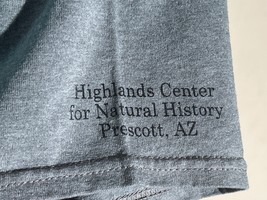 Highlands Center
for Natural History
Prescott, AZ